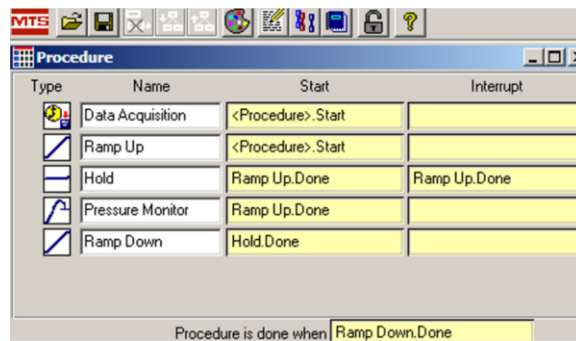 MTS
Procedure
Type Name Start Interrupt
Data Acquisition <Procedure>.Start
Ramp Up <Procedure>.Start
Hold Ramp Up.Done Ramp Up.Done
Pressure Monitor Ramp Up.Done
Ramp Down Hold.Done
Procedure is done when Ramp Down.Done